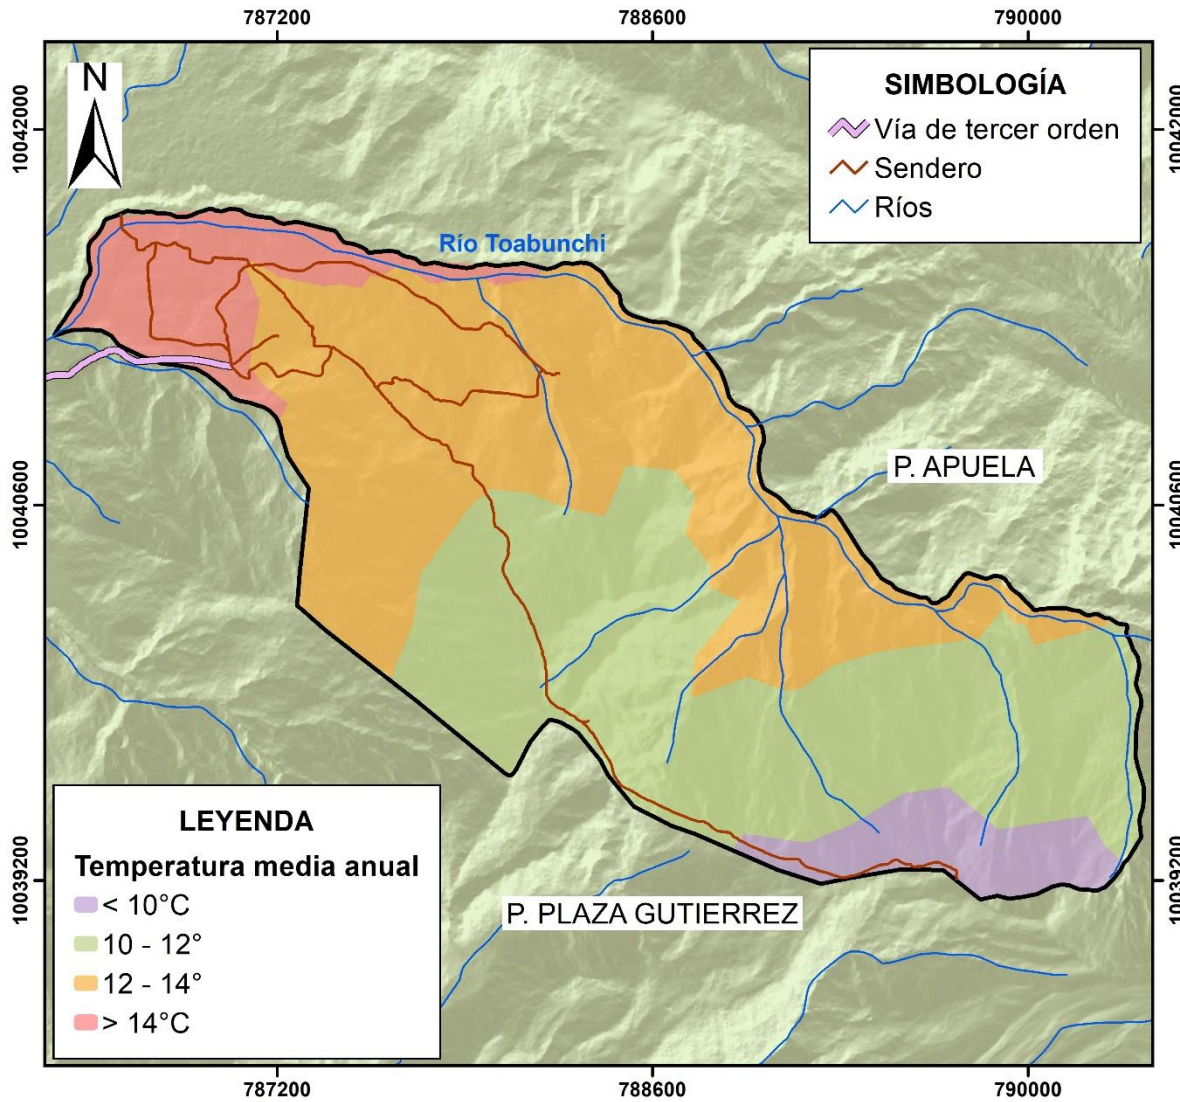 787200
788600
790000
N
10042000
10042000
SIMBOLOGÍA
Vía de tercer orden
Sendero
Ríos
Río Toabunchi
P. APUELA
10040600
10040600
LEYENDA
Temperatura media anual
< 10°C
10 - 12°
12 - 14°
> 14°C
P. PLAZA GUTIERREZ
10039200
10039200
787200
788600
790000